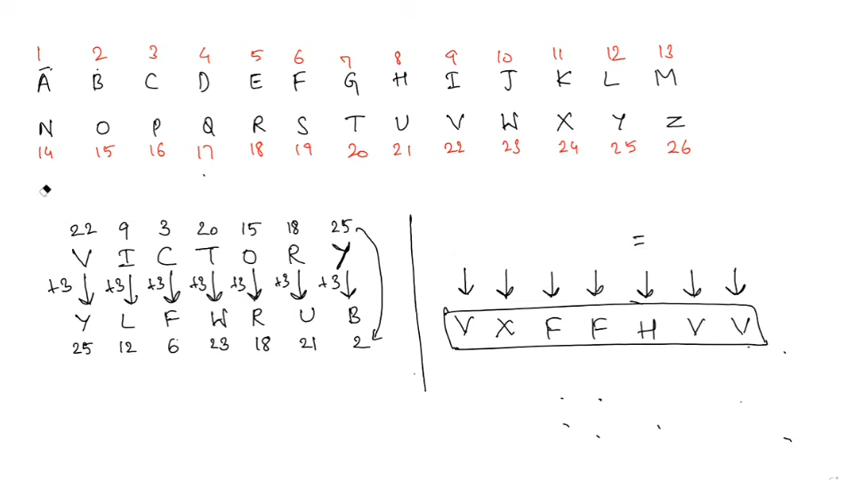 1 2 3 4 5 6 7 8 9 10 11 12 13
A B C D E F G H I J K L M
N O P Q R S T U V W X Y Z
14 15 16 17 18 19 20 21 22 23 24 25 26
22 9 3 20 15 18 25
V I C T O R Y
+3 +3 +3 +3 +3 +3 +3
Y L F W R U B
25 12 6 23 18 21 2
=
V X F F H V V